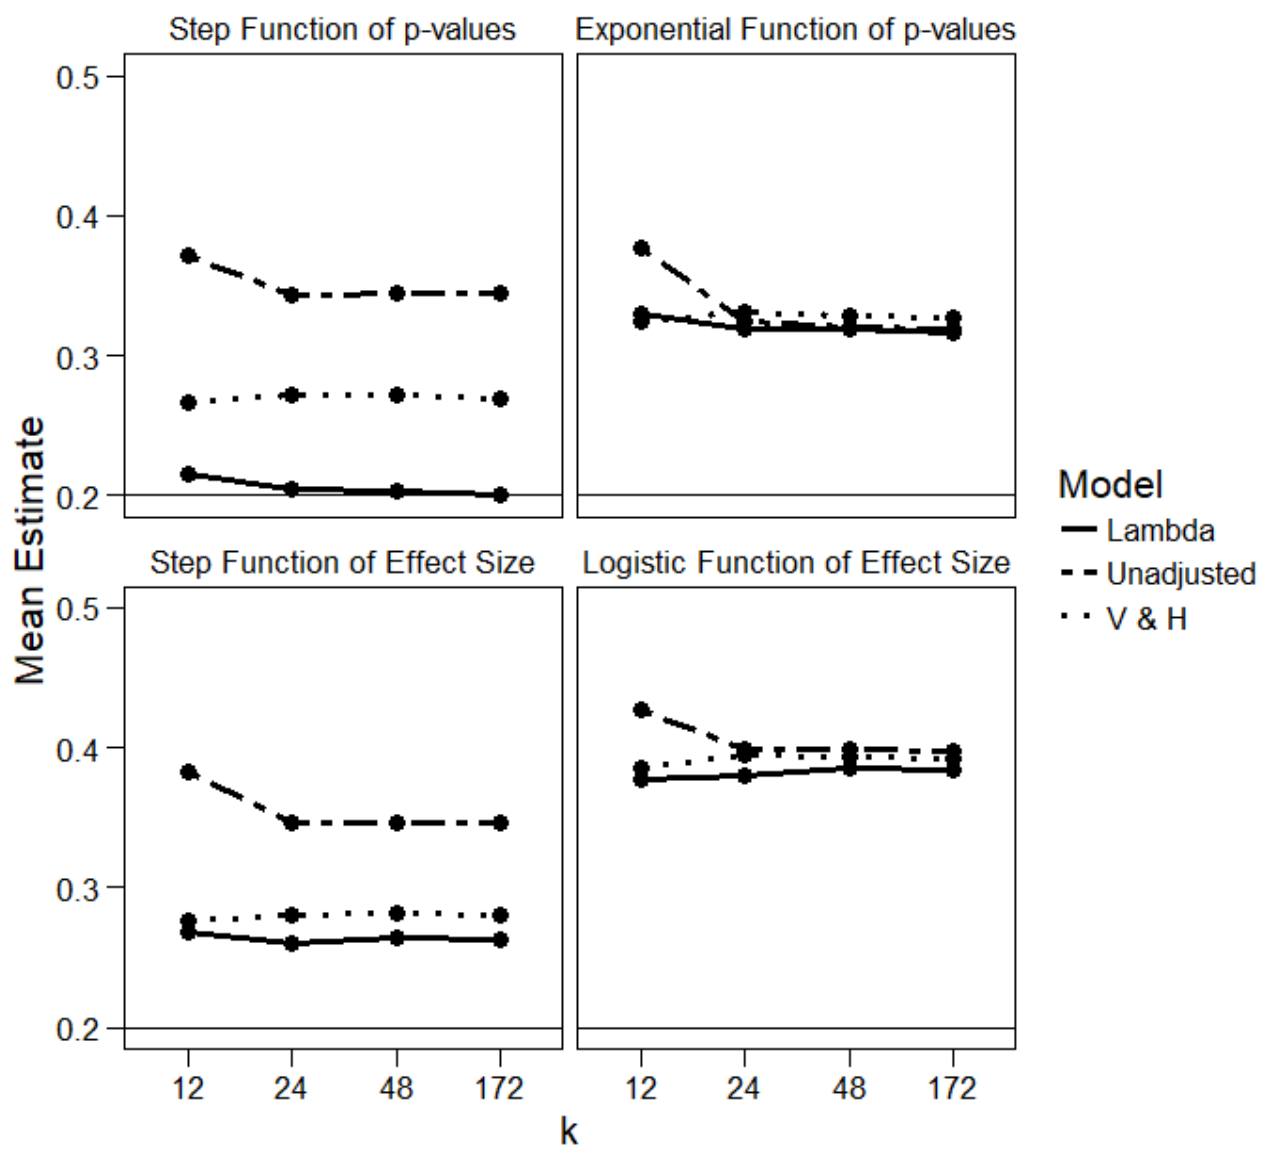 Step Function of p-values
Exponential Function of p-values
0.5
0.4
0.3
0.2
Step Function of Effect Size
Logistic Function of Effect Size
0.5
0.4
0.3
0.2
12 24 48 172
12 24 48 172
k
Mean Estimate
Model
Lambda
Unadjusted
V & H